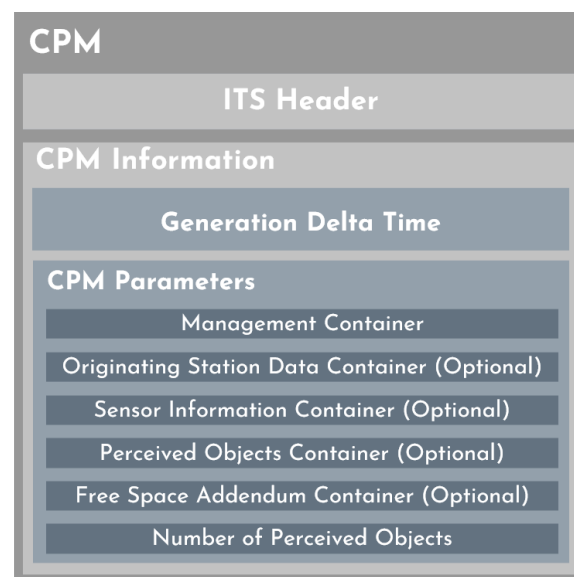 CPM
ITS Header
CPM Information
Generation Delta Time
CPM Parameters
Management Container
Originating Station Data Container (Optional)
Sensor Information Container (Optional)
Perceived Objects Container (Optional)
Free Space Addendum Container (Optional)
Number of Perceived Objects